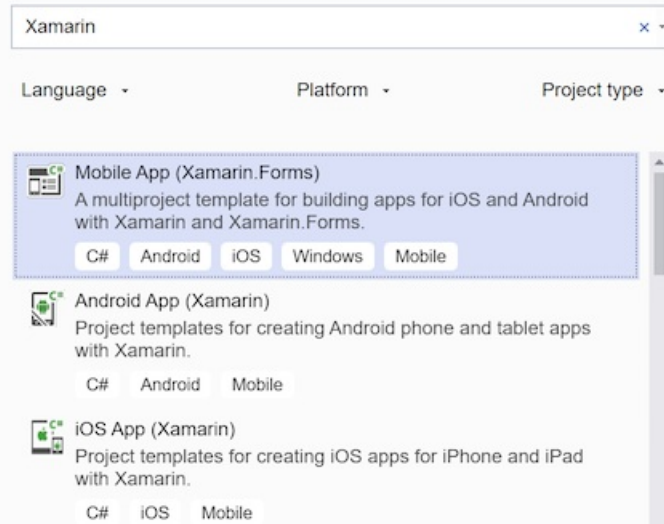 Xamarin
Language Platform Project type
Mobile App (Xamarin.Forms)
A multiproject template for building apps for iOS and Android
with Xamarin and Xamarin.Forms.
C# Android iOS Windows Mobile
Android App (Xamarin)
Project templates for creating Android phone and tablet apps
with Xamarin.
C# Android Mobile
iOS App (Xamarin)
Project templates for creating iOS apps for iPhone and iPad
with Xamarin.
C# iOS Mobile